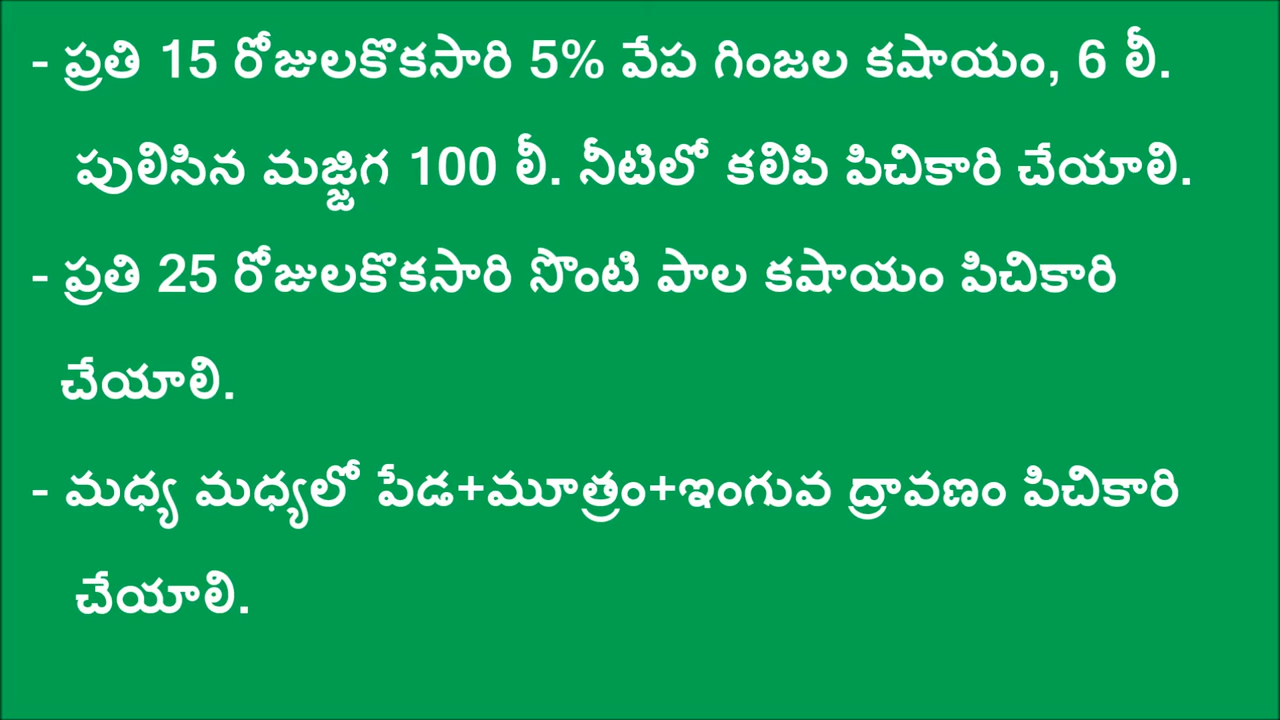 - ప్రతి 15 రోజులకొకసారి 5% వేప గింజల కషాయం, 6 లీ.
పులిసిన మజ్జిగ 100 లీ. నీటిలో కలిపి పిచికారి చేయాలి.
- ప్రతి 25 రోజులకొకసారి సొంటి పాల కషాయం పిచికారి
చేయాలి.
- మధ్య మధ్యలో పేడ+మూత్రం+ఇంగువ ద్రావణం పిచికారి
చేయాలి.